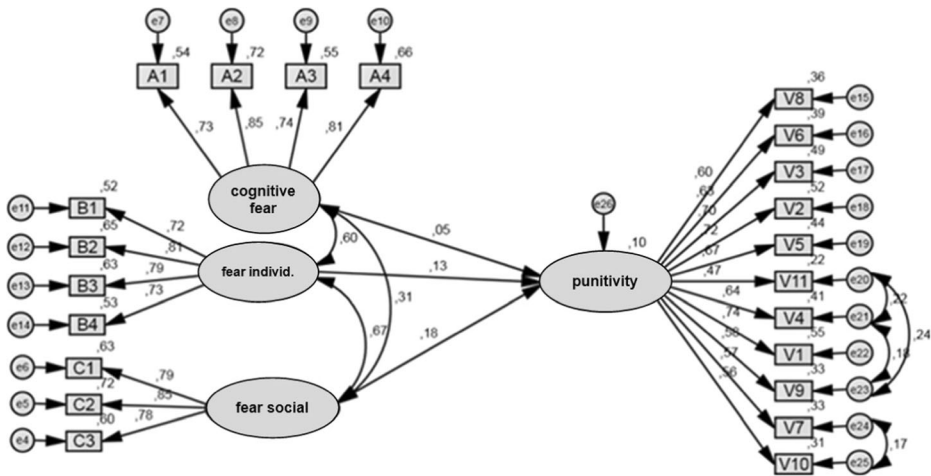 e7 e8 e9 e10
,54 ,72 ,55 ,66
A1 A2 A3 A4
,73 ,85 ,74 ,81
cognitive
fear
,52
e11 B1
,65
e12 B2
,63
e13 B3
,53
e14 B4
,72
,81
,79
,73
fear individ.
,63
e6 C1
,72
e5 C2
,60
e4 C3
,79
,85
,78
fear social
,60
,31
,67
,05
,13
,18
e26
,10
punitivity
,60
,63
,70
,72
,67
,47
,64
,74
,58
,57
,56
,36
V8 e15
,39
V6 e16
,49
V3 e17
,52
V2 e18
,44
V5 e19
,22
V11 e20
,41
V4 e21
,55
V1 e22
,33
V9 e23
,33
V7 e24
,31
V10 e25
,22
,24
,18
,17